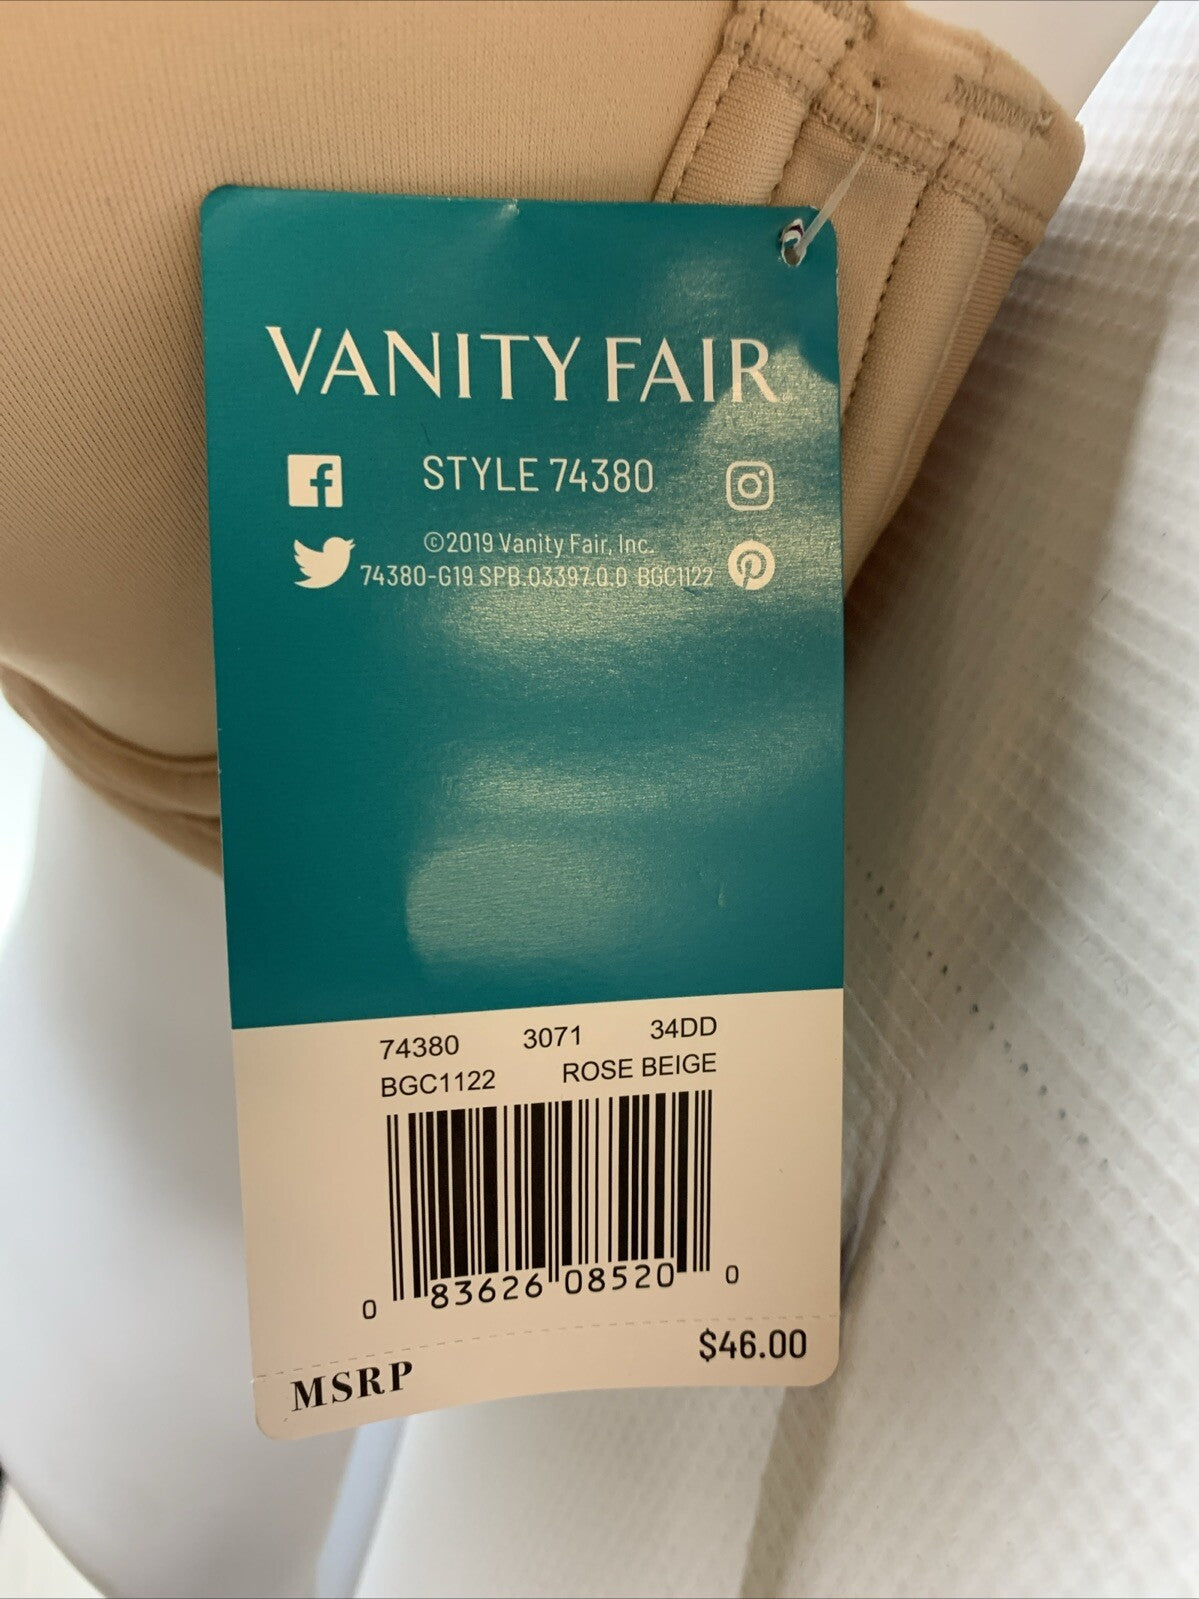 VANITY FAIR
STYLE 74380
©2019 Vanity Fair, Inc.
74380-G19 SPB.03397.0.0 BGC1122
74380 3071 34DD
BGC1122 ROSE BEIGE
0 83626 08520 0
MSRP $46.00